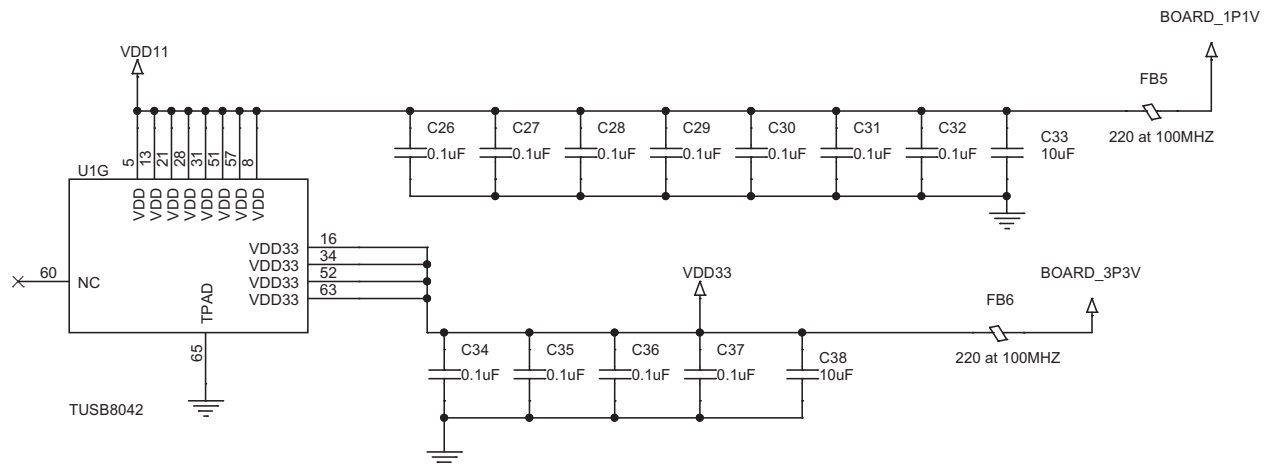 BOARD_1P1V
VDD11
FB5
220 at 100MHZ
C26
0.1uF
C27
0.1uF
C28
0.1uF
C29
0.1uF
C30
0.1uF
C31
0.1uF
C32
0.1uF
C33
10uF
5
13
21
28
31
51
57
8
U1G
VDD
VDD
VDD
VDD
VDD
VDD
VDD
VDD
VDD33
16
VDD33
34
VDD33
52
VDD33
63
60
NC
TPAD
65
TUSB8042
VDD33
BOARD_3P3V
FB6
220 at 100MHZ
C34
0.1uF
C35
0.1uF
C36
0.1uF
C37
0.1uF
C38
10uF